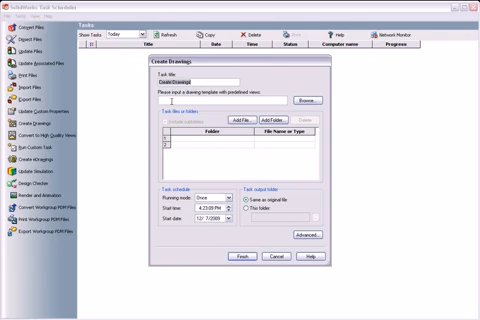 SolidWorks Task Scheduler
File Tasks View Help
Convert Files
Digest Files
Update Files
Update Associated Files
Print Files
Import Files
Export Files
Update Custom Properties
Create Drawings
Convert to High Quality Views
Run Custom Task
Create eDrawings
Update Simulation
Design Checker
Render and Animation
Convert Workgroup PDM Files
Print Workgroup PDM Files
Export Workgroup PDM Files
Tasks
Show Tasks Today Refresh Copy Delete Help Network Monitor
Title Date Time Status Computer name Progress
Create Drawings
Task title:
Create Drawings
Please input a drawing template with predefined views:
Browse...
Task files or folders
Include subfolders Add File... Add Folder... Delete
Folder File Name or Type
1
2
Task schedule
Running mode: Once
Start time: 4:23:09 PM
Start date: 12/ 7/2009
Task output folder
Same as original file
This folder:
Advanced...
Finish Cancel Help